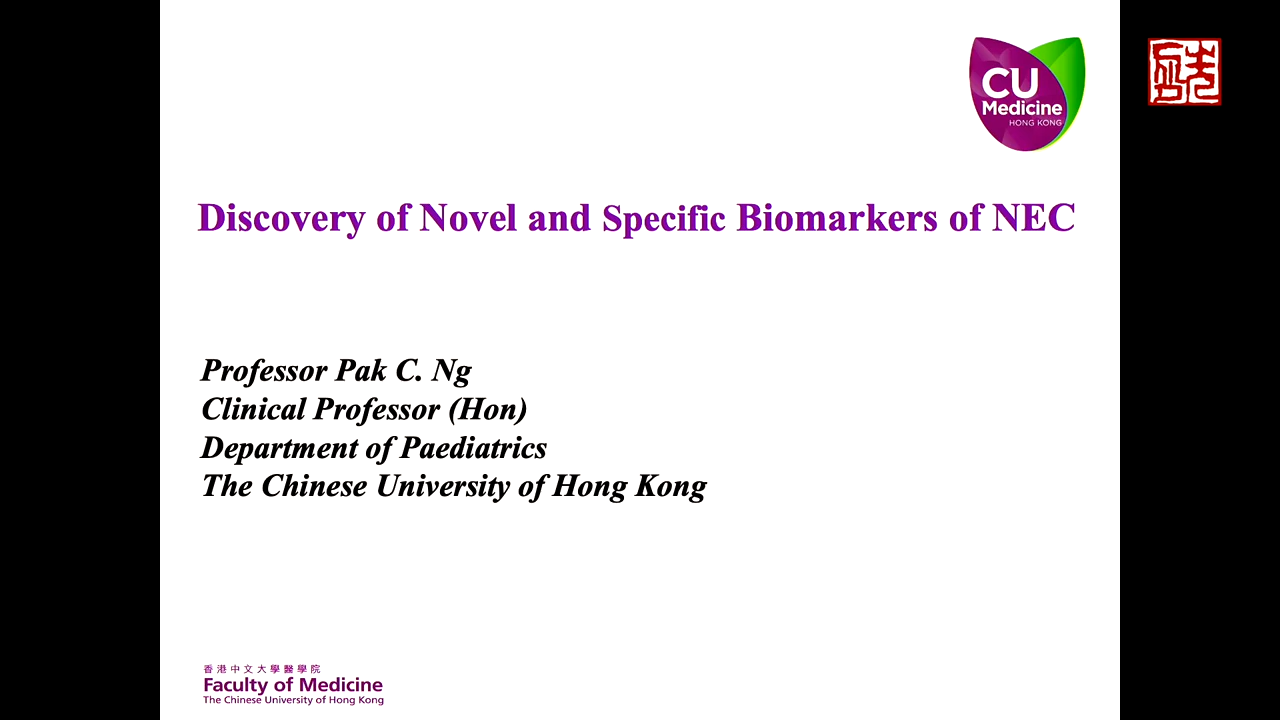 CU
Medicine
HONG KONG
Discovery of Novel and Specific Biomarkers of NEC
Professor Pak C. Ng
Clinical Professor (Hon)
Department of Paediatrics
The Chinese University of Hong Kong
香港中文大學醫學院
Faculty of Medicine
The Chinese University of Hong Kong